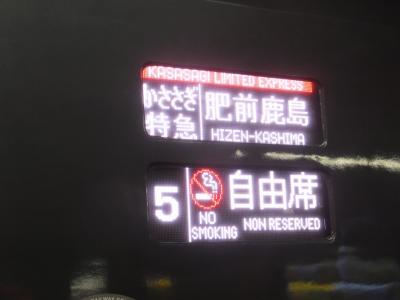 KASASAGI LIMITED EXPRESS
かささぎ 肥前鹿島
特急 HIZEN-KASHIMA
5 自由席
NO SMOKING NON RESERVED